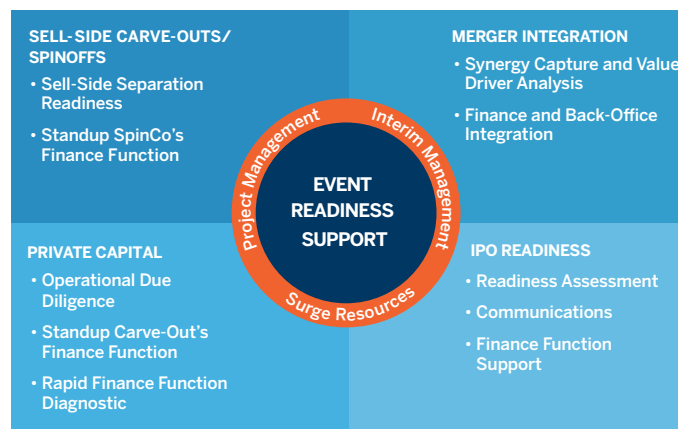 SELL-SIDE CARVE-OUTS/
SPINOFFS
• Sell-Side Separation
Readiness
• Standup SpinCo's
Finance Function
MERGER INTEGRATION
• Synergy Capture and Value
Driver Analysis
• Finance and Back-Office
Integration
Project Management
Interim Management
Surge Resources
EVENT
READINESS
SUPPORT
PRIVATE CAPITAL
• Operational Due
Diligence
• Standup Carve-Out's
Finance Function
• Rapid Finance Function
Diagnostic
IPO READINESS
• Readiness Assessment
• Communications
• Finance Function
Support